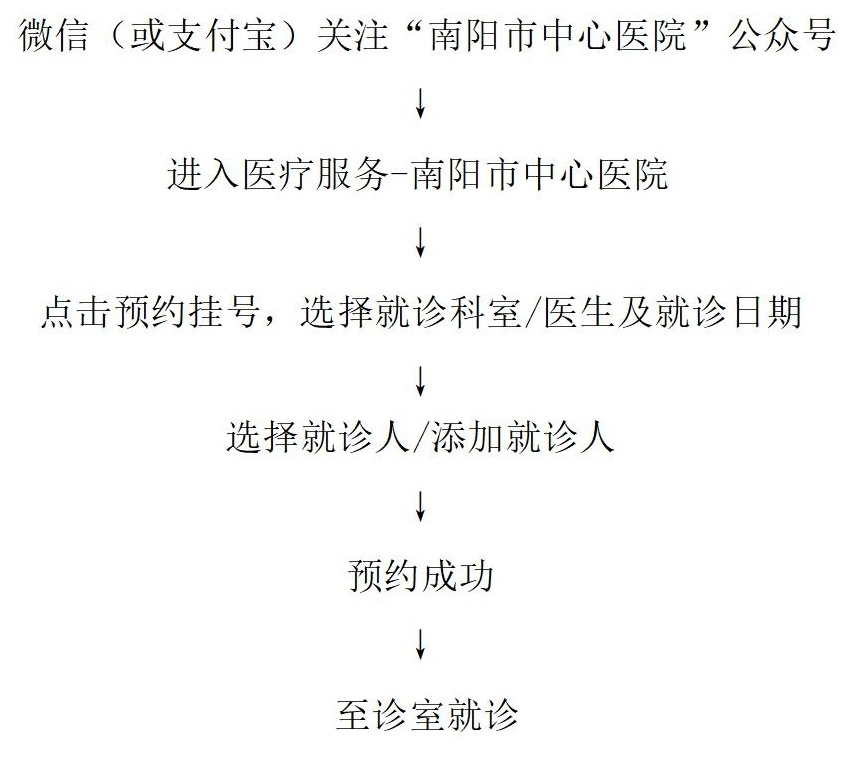 微信（或支付宝）关注“南阳市中心医院”公众号
↓
进入医疗服务-南阳市中心医院
↓
点击预约挂号，选择就诊科室/医生及就诊日期
↓
选择就诊人/添加就诊人
↓
预约成功
↓
至诊室就诊